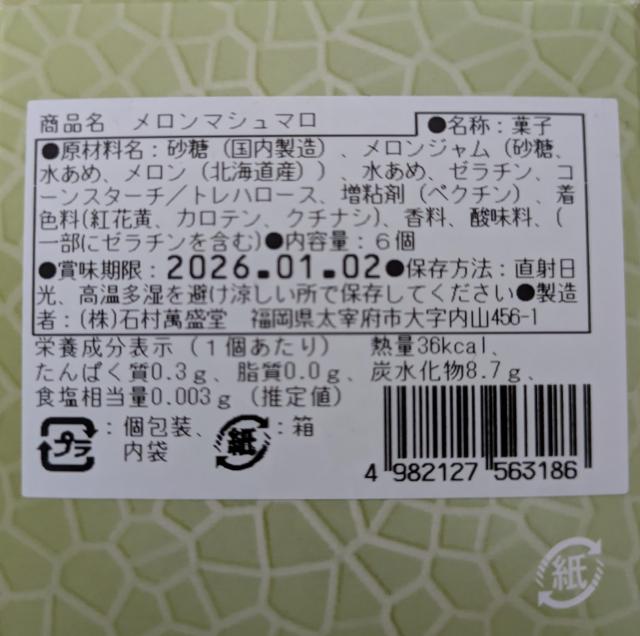 商品名 メロンマシュマロ
●名称：菓子
●原材料名：砂糖（国内製造）、メロンジャム（砂糖、
水あめ、メロン（北海道産））、水あめ、ゼラチン、コ
ーンスターチ／トレハロース、増粘剤（ペクチン）、着
色料(紅花黄、カロテン、クチナシ)、香料、酸味料、(
一部にゼラチンを含む)●内容量：６個
●賞味期限：2026.01.02●保存方法：直射日
光、高温多湿を避け涼しい所で保存してください●製造
者：(株)石村萬盛堂 福岡県太宰府市大字内山456-1
栄養成分表示（１個あたり） 熱量36kcal、
たんぱく質0.3ｇ、脂質0.0ｇ、炭水化物8.7ｇ、
食塩相当量0.003ｇ（推定値）
プラ：個包装、 紙：箱
内袋
4 982127 563186
紙